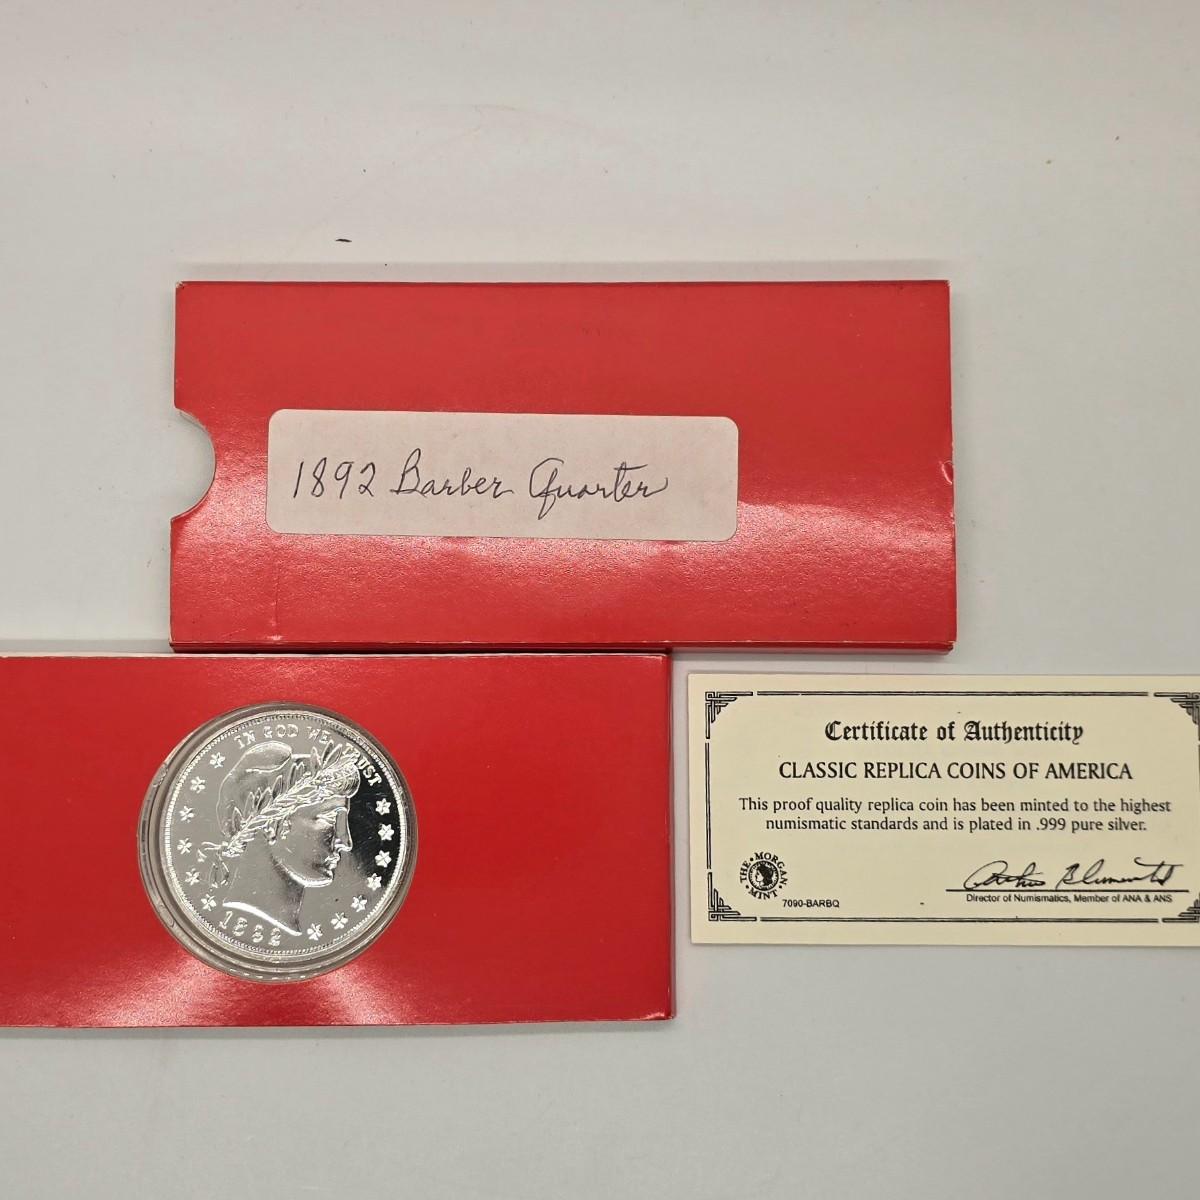 1892 Barber Quarter
IN GOD WE TRUST
1892
Certificate of Authenticity
CLASSIC REPLICA COINS OF AMERICA
This proof quality replica coin has been minted to the highest
numismatic standards and is plated in .999 pure silver.
THE MORGAN MINT
7090-BARBQ
Director of Numismatics, Member of ANA & ANS